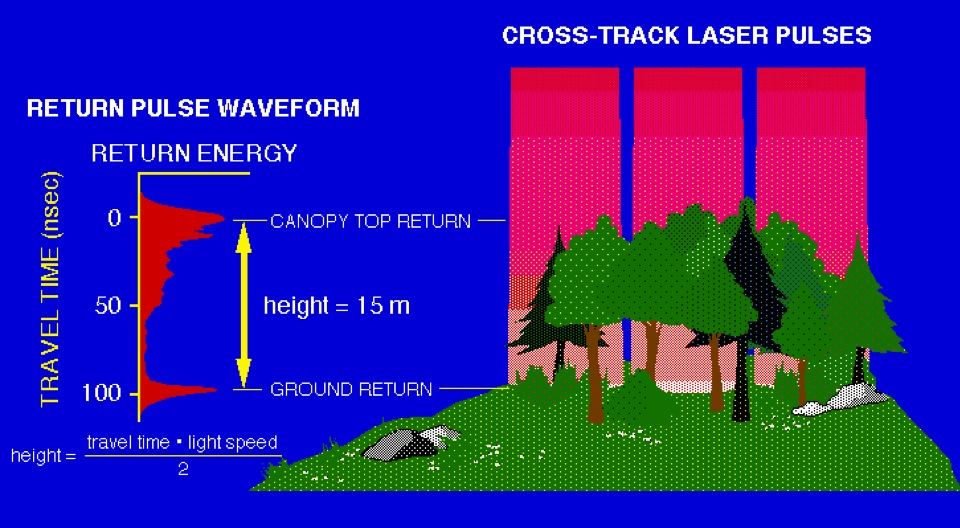 CROSS-TRACK LASER PULSES
RETURN PULSE WAVEFORM
RETURN ENERGY
TRAVEL TIME (nsec)
0
50
100
CANOPY TOP RETURN
height = 15 m
GROUND RETURN
height = travel time • light speed
2